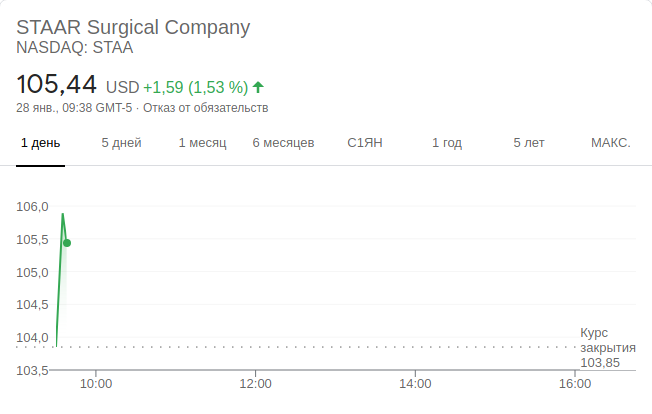 STAAR Surgical Company
NASDAQ: STAA
105,44 USD +1,59 (1,53 %)
28 янв., 09:38 GMT-5 · Отказ от обязательств
1 день 5 дней 1 месяц 6 месяцев С1ЯН 1 год 5 лет МАКС.
106,0
105,5
105,0
104,5
104,0
103,5
Курс
закрытия
103,85
10:00 12:00 14:00 16:00